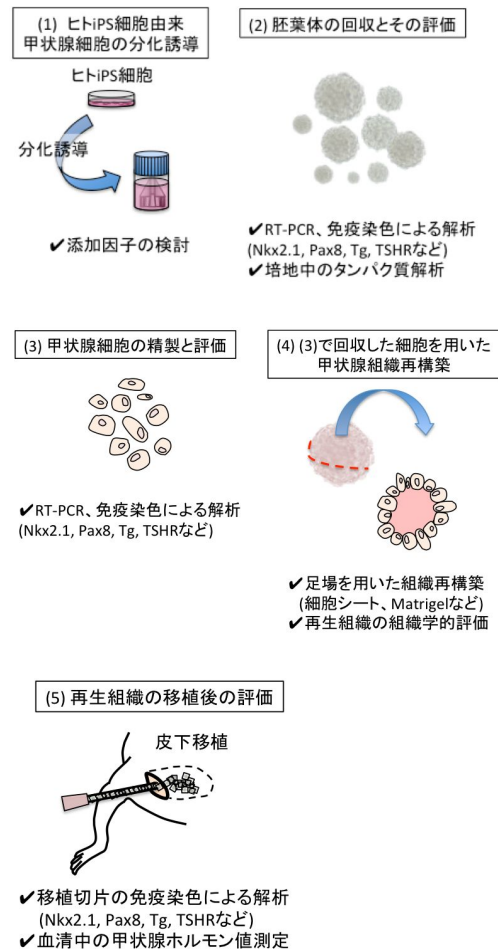 (1) ヒトiPS細胞由来
甲状腺細胞の分化誘導
ヒトiPS細胞
分化誘導
✔添加因子の検討
(2) 胚葉体の回収とその評価
✔RT-PCR、免疫染色による解析
(Nkx2.1, Pax8, Tg, TSHRなど)
✔培地中のタンパク質解析
(3) 甲状腺細胞の精製と評価
✔RT-PCR、免疫染色による解析
(Nkx2.1, Pax8, Tg, TSHRなど)
(4) (3)で回収した細胞を用いた
甲状腺組織再構築
✔足場を用いた組織再構築
(細胞シート、Matrigelなど)
✔再生組織の組織学的評価
(5) 再生組織の移植後の評価
皮下移植
✔移植切片の免疫染色による解析
(Nkx2.1, Pax8, Tg, TSHRなど)
✔血清中の甲状腺ホルモン値測定